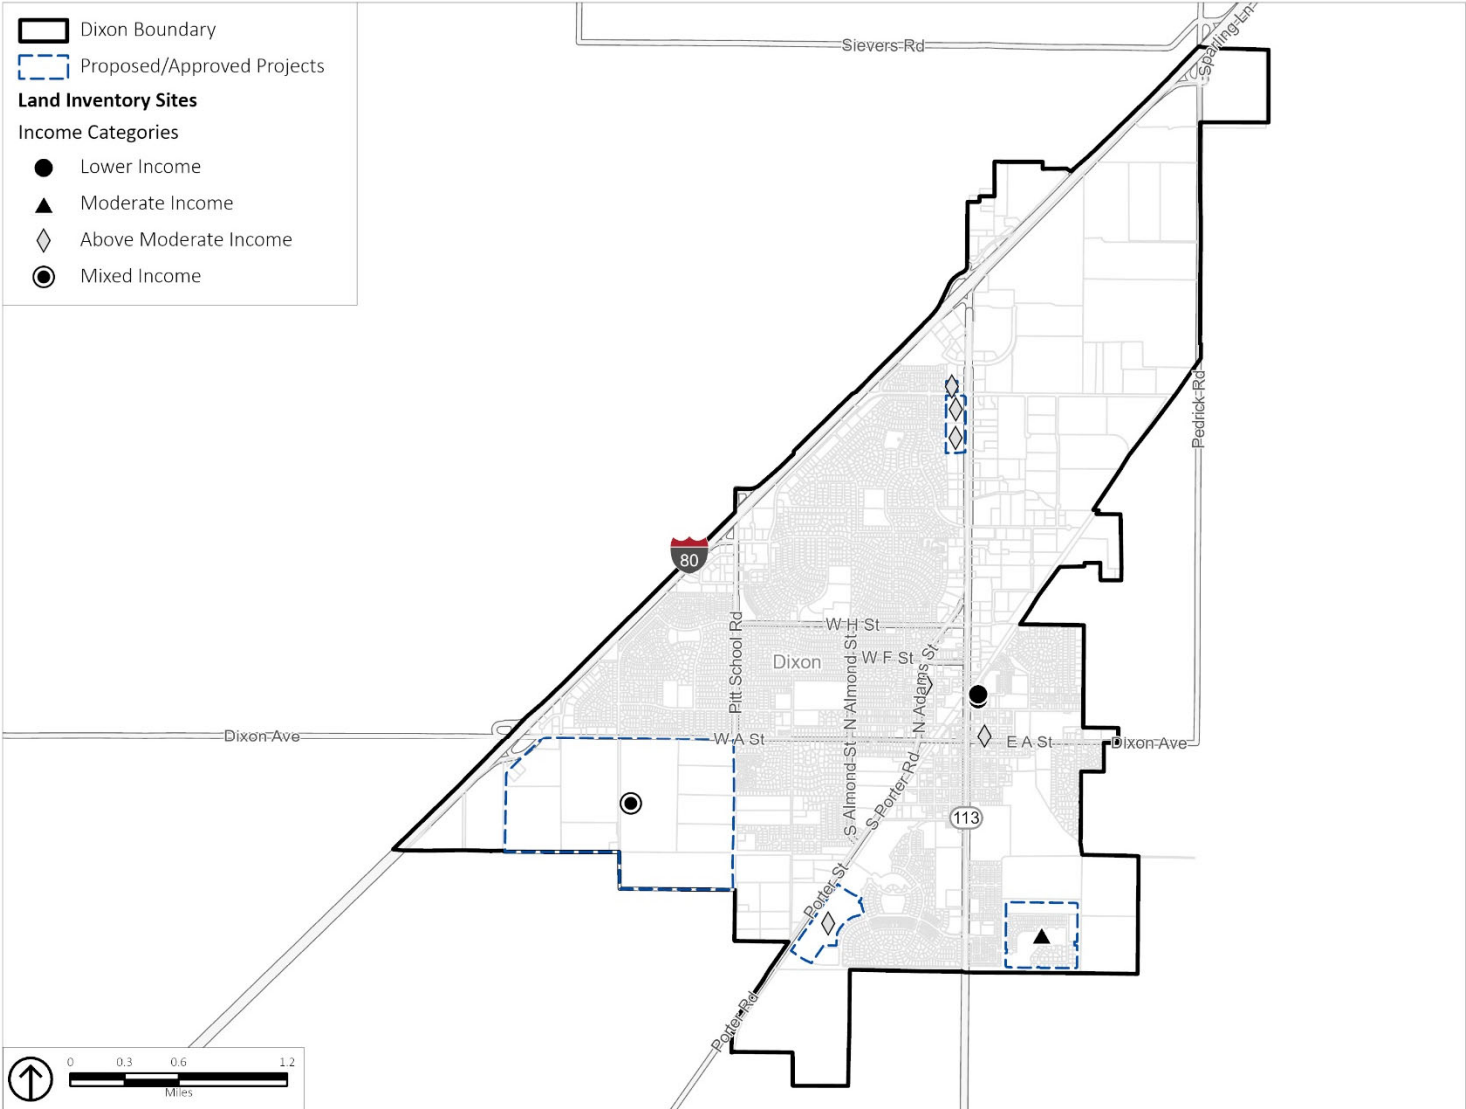 Dixon Boundary
Proposed/Approved Projects
Land Inventory Sites
Income Categories
Lower Income
Moderate Income
Above Moderate Income
Mixed Income
Sievers Rd
Sparling Ln
Pedrick Rd
80
Pitt School Rd
W H St
Dixon
W F St
N Almond St
N Adams St
Dixon Ave
W A St
E A St
Dixon Ave
S Almond St
S Porter Rd
113
Porter St
Porter Rd
0 0.3 0.6 1.2
Miles